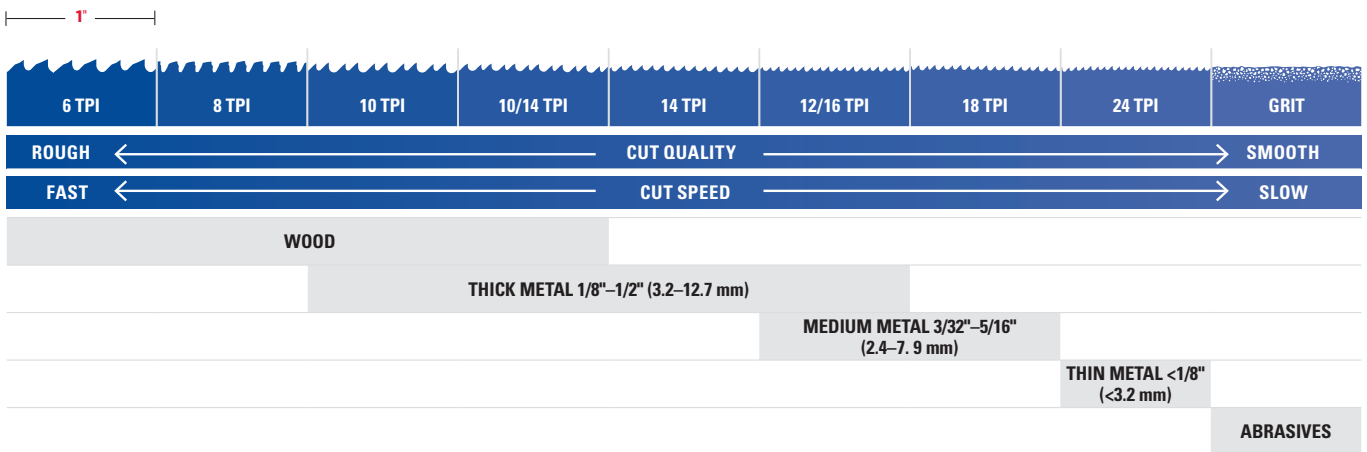 1"
6 TPI 8 TPI 10 TPI 10/14 TPI 14 TPI 12/16 TPI 18 TPI 24 TPI GRIT
ROUGH CUT QUALITY SMOOTH
FAST CUT SPEED SLOW
WOOD
THICK METAL 1/8"–1/2" (3.2–12.7 mm)
MEDIUM METAL 3/32"–5/16"
(2.4–7. 9 mm)
THIN METAL <1/8"
(<3.2 mm)
ABRASIVES